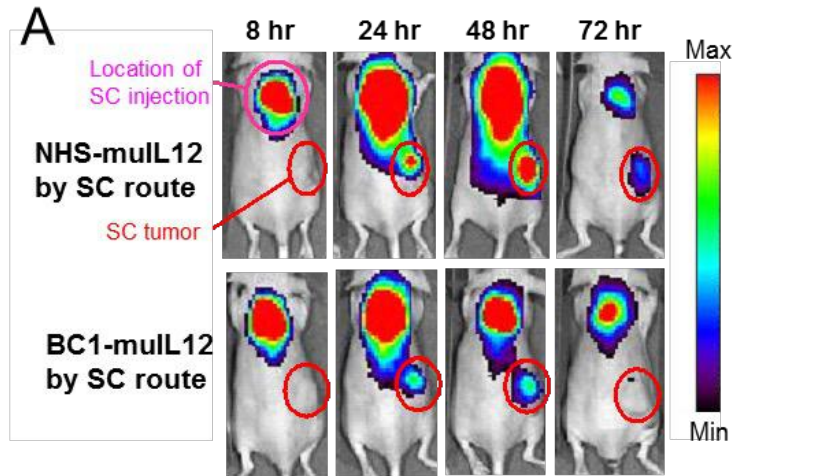 A
8 hr 24 hr 48 hr 72 hr
Max
Location of
SC injection
NHS-muIL12
by SC route
SC tumor
BC1-muIL12
by SC route
Min